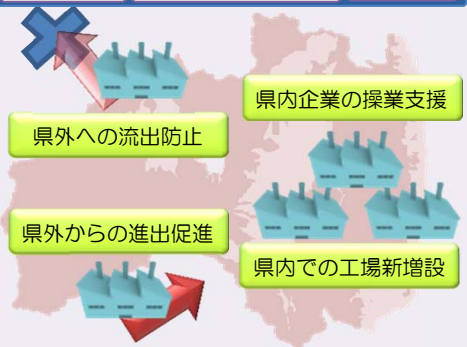 県外への流出防止
県内企業の操業支援
県外からの進出促進
県内での工場新増設